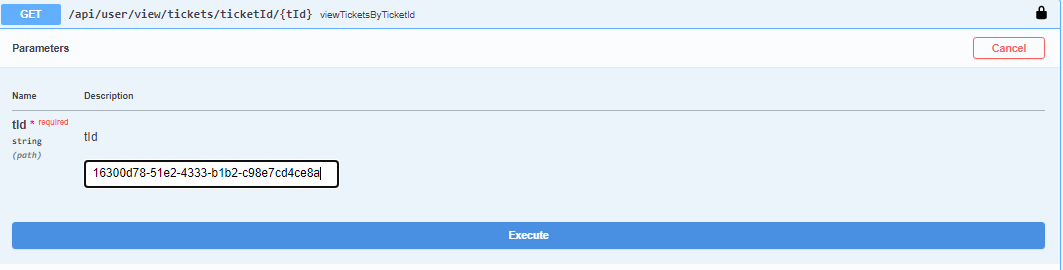 GET /api/user/view/tickets/ticketId/{tId} viewTicketsByTicketId
Parameters Cancel
Name Description
tId * required
string
(path)
tId
16300d78-51e2-4333-b1b2-c98e7cd4ce8a
Execute